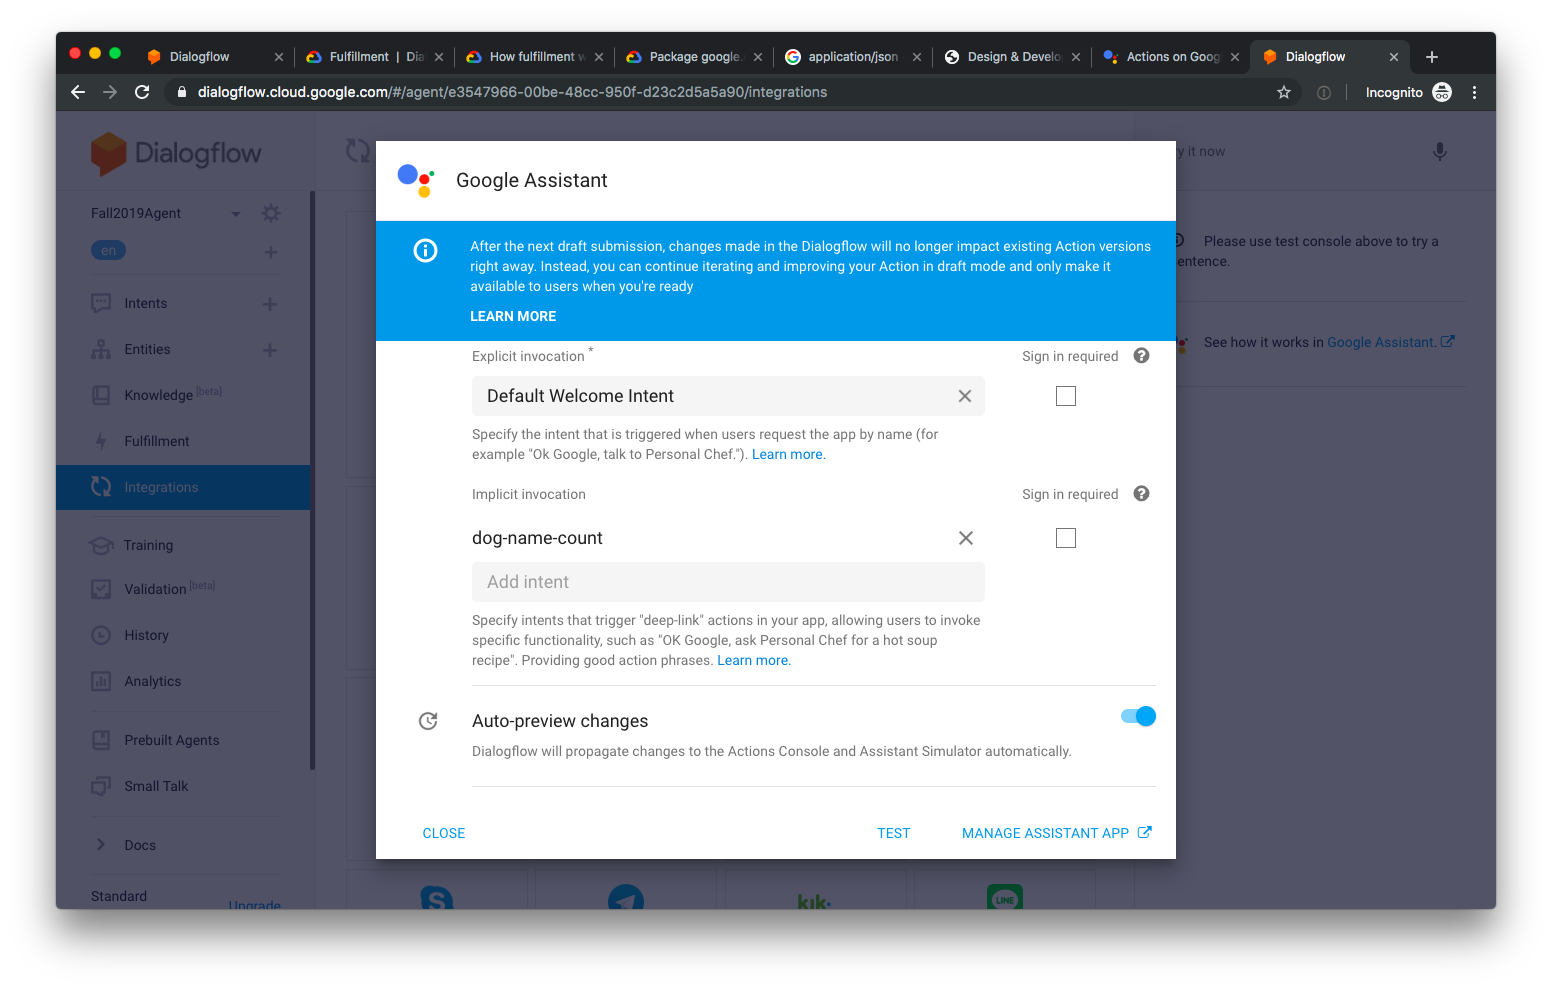 Dialogflow
Fulfillment | Dia
How fulfillment w
Package google.
application/json
Design & Develo
Actions on Goog
Dialogflow
dialogflow.cloud.google.com/#/agent/e3547966-00be-48cc-950f-d23c2d5a5a90/integrations
Incognito
Dialogflow
Fall2019Agent
en
Intents
Entities
Knowledge [beta]
Fulfillment
Integrations
Training
Validation [beta]
History
Analytics
Prebuilt Agents
Small Talk
Docs
Standard
Upgrade
Google Assistant
After the next draft submission, changes made in the Dialogflow will no longer impact existing Action versions
right away. Instead, you can continue iterating and improving your Action in draft mode and only make it
available to users when you're ready
LEARN MORE
Explicit invocation *
Sign in required
Default Welcome Intent
Specify the intent that is triggered when users request the app by name (for
example "Ok Google, talk to Personal Chef."). Learn more.
Implicit invocation
Sign in required
dog-name-count
Add intent
Specify intents that trigger "deep-link" actions in your app, allowing users to invoke
specific functionality, such as "OK Google, ask Personal Chef for a hot soup
recipe". Providing good action phrases. Learn more.
Auto-preview changes
Dialogflow will propagate changes to the Actions Console and Assistant Simulator automatically.
CLOSE
TEST
MANAGE ASSISTANT APP
y it now
Please use test console above to try a
entence.
See how it works in Google Assistant.
kik
LINE